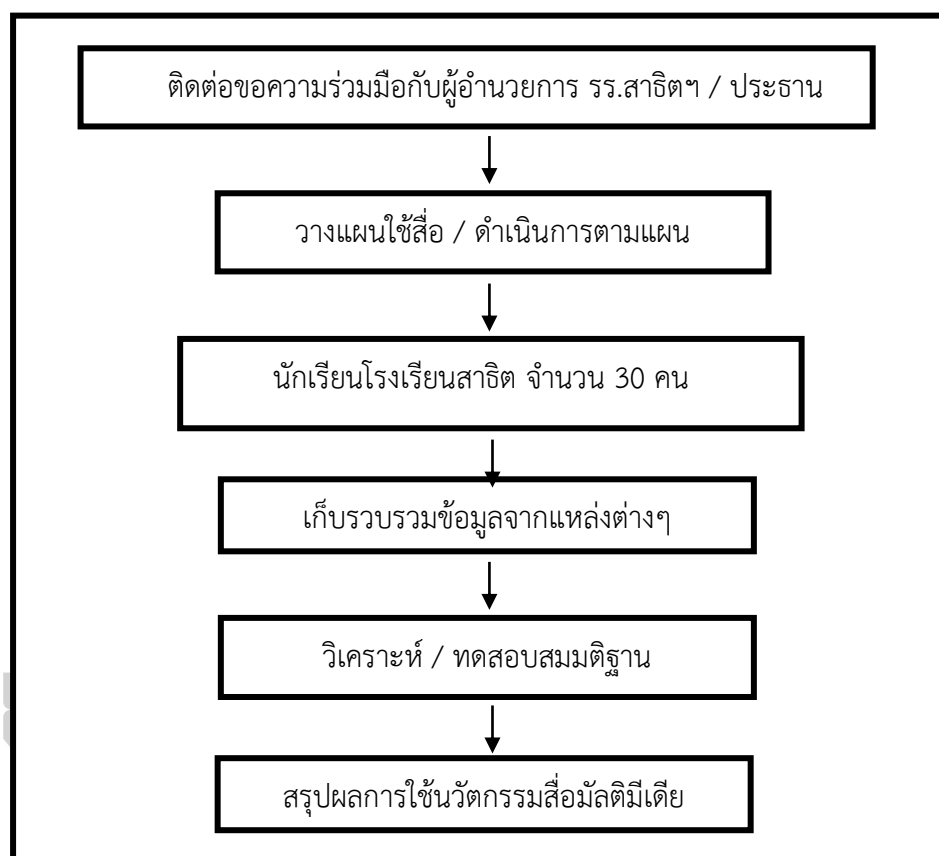 ติดต่อขอความร่วมมือกับผู้อำนวยการ รร.สาธิตฯ / ประธาน
วางแผนใช้สื่อ / ดำเนินการตามแผน
นักเรียนโรงเรียนสาธิต จำนวน 30 คน
เก็บรวบรวมข้อมูลจากแหล่งต่างๆ
วิเคราะห์ / ทดสอบสมมติฐาน
สรุปผลการใช้นวัตกรรมสื่อมัลติมีเดีย